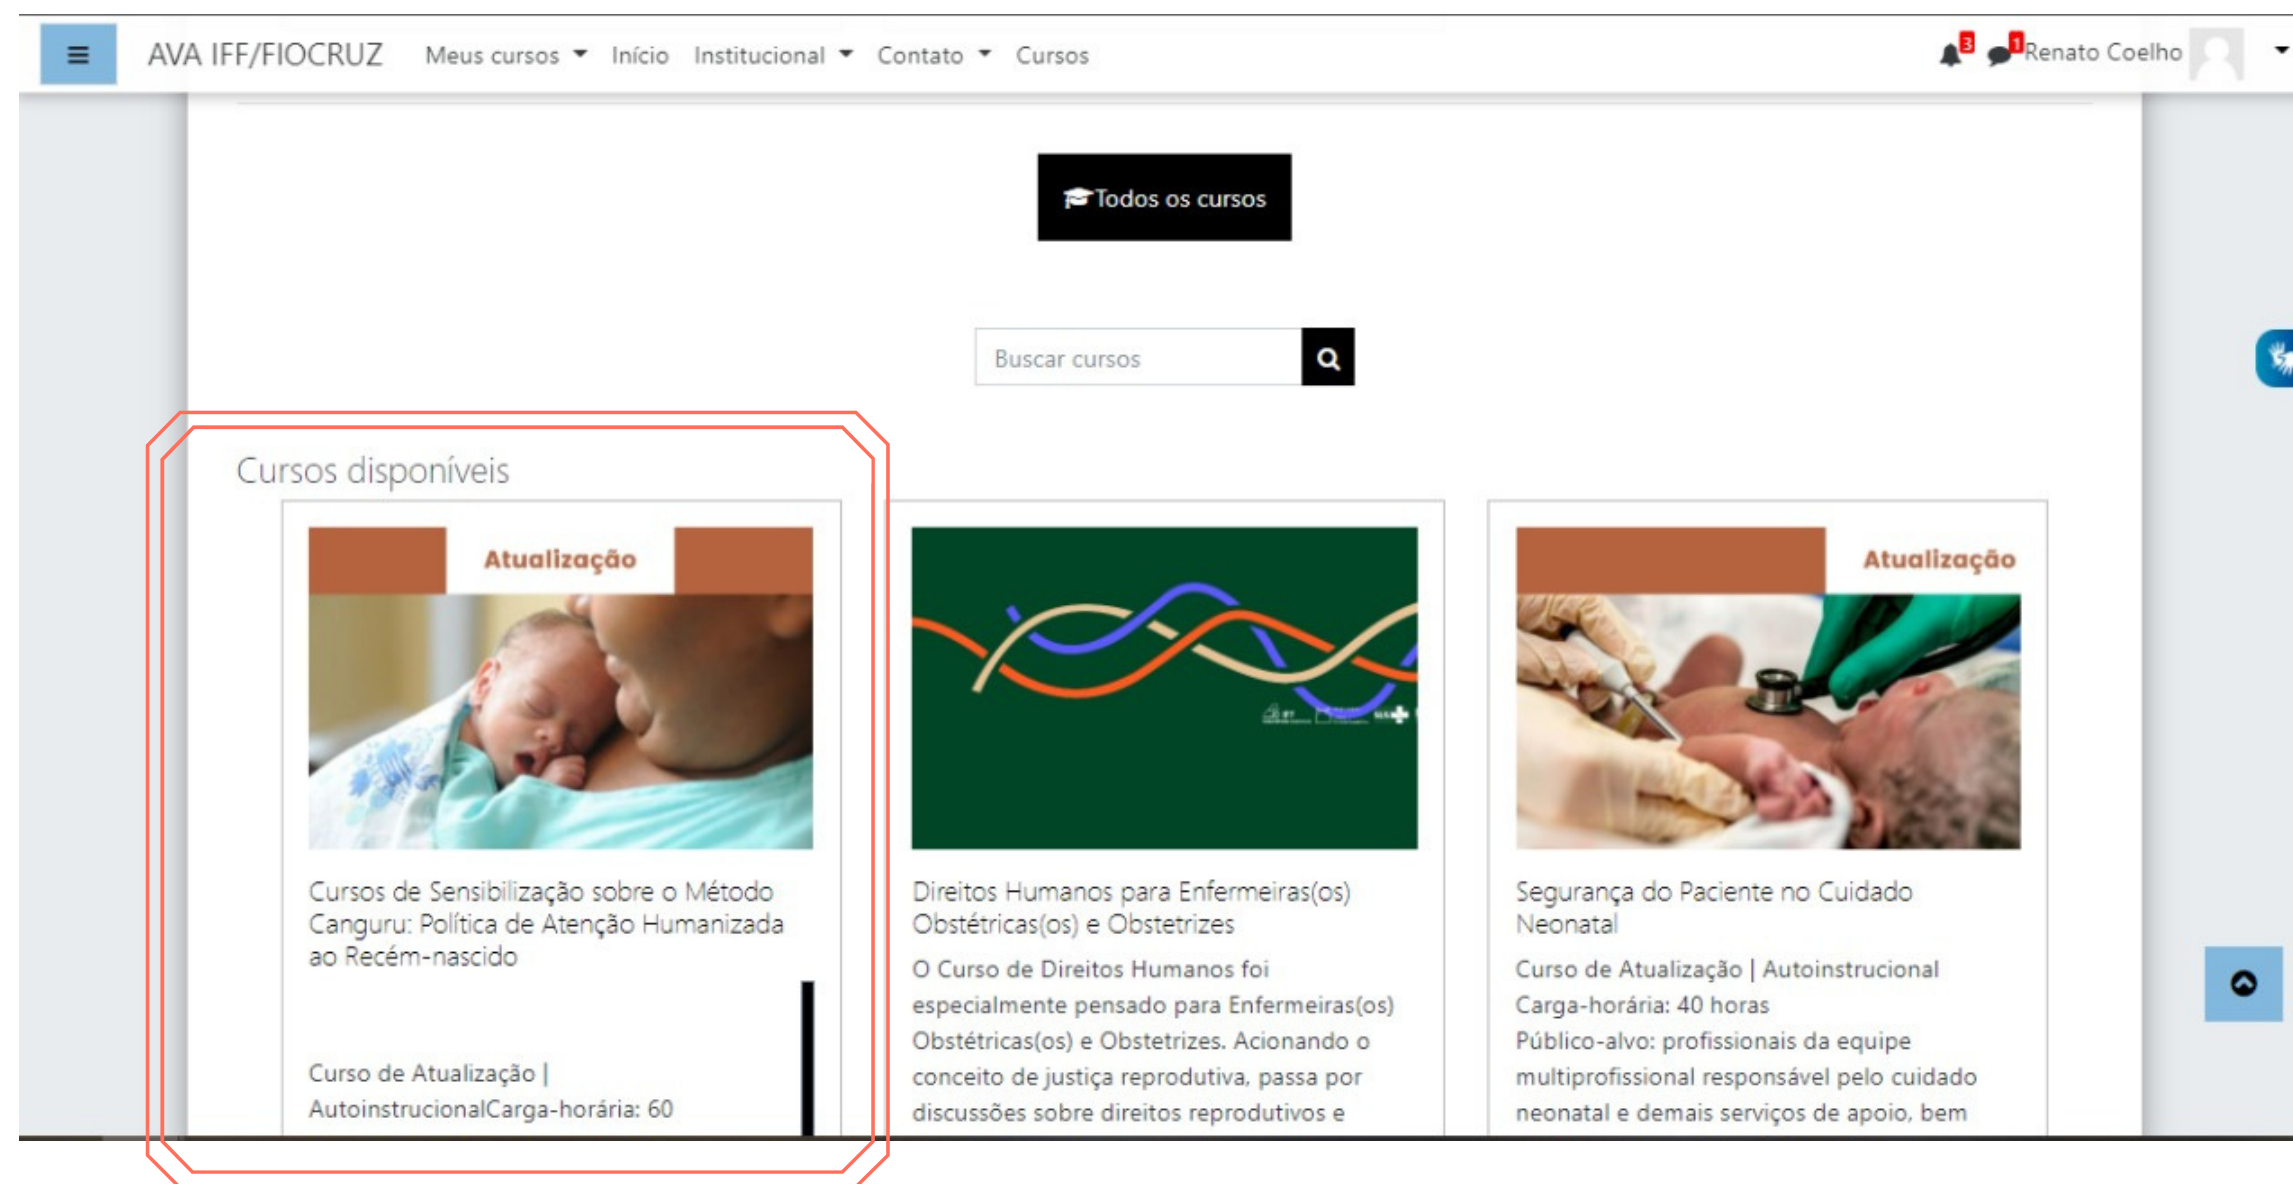 AVA IFF/FIOCRUZ Meus cursos Início Institucional Contato Cursos 3 1 Renato Coelho
Todos os cursos
Buscar cursos
Cursos disponíveis
Atualização
Cursos de Sensibilização sobre o Método
Canguru: Política de Atenção Humanizada
ao Recém-nascido
Curso de Atualização |
AutoinstrucionalCarga-horária: 60
Direitos Humanos para Enfermeiras(os)
Obstétricas(os) e Obstetrizes
O Curso de Direitos Humanos foi
especialmente pensado para Enfermeiras(os)
Obstétricas(os) e Obstetrizes. Acionando o
conceito de justiça reprodutiva, passa por
discussões sobre direitos reprodutivos e
Atualização
Segurança do Paciente no Cuidado
Neonatal
Curso de Atualização | Autoinstrucional
Carga-horária: 40 horas
Público-alvo: profissionais da equipe
multiprofissional responsável pelo cuidado
neonatal e demais serviços de apoio, bem